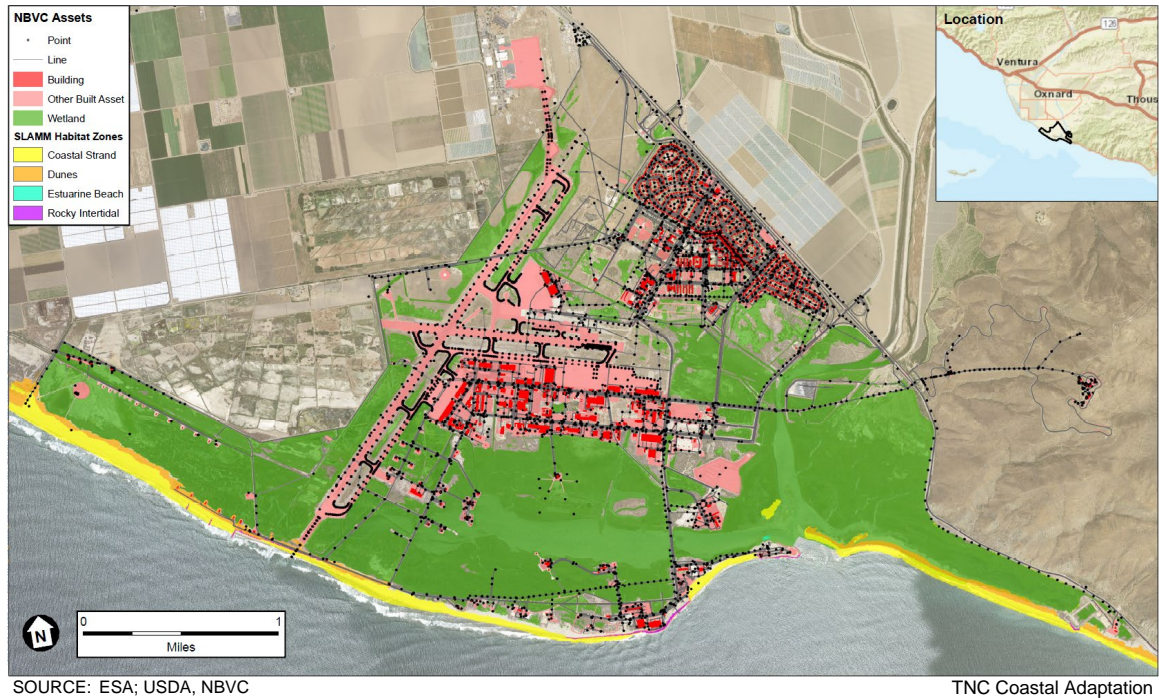 NBVC Assets
Point
Line
Building
Other Built Asset
Wetland
SLAMM Habitat Zones
Coastal Strand
Dunes
Estuarine Beach
Rocky Intertidal
Location
126
Ventura
Oxnard
Thous
N
0 1
Miles
SOURCE: ESA; USDA, NBVC
TNC Coastal Adaptation